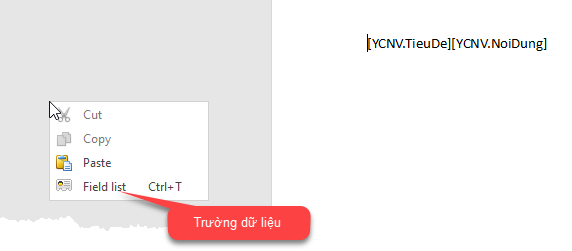 [YCNV.TieuDe][YCNV.NoiDung]
Cut
Copy
Paste
Field list Ctrl+T
Trường dữ liệu